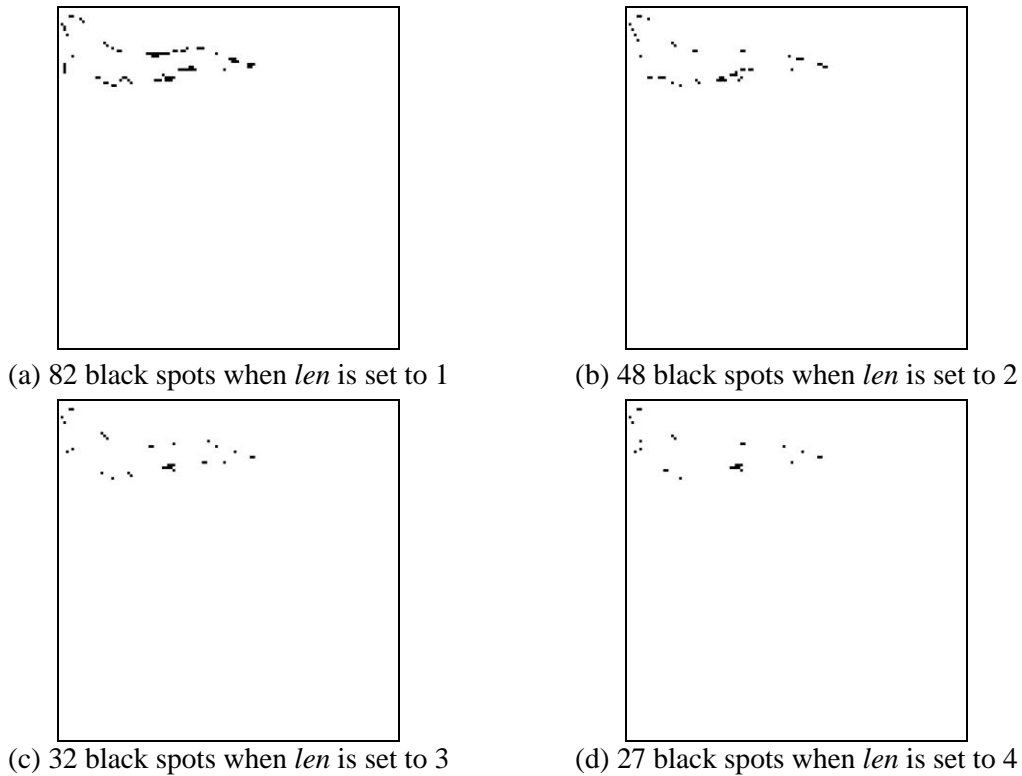 (a) 82 black spots when len is set to 1
(b) 48 black spots when len is set to 2
(c) 32 black spots when len is set to 3
(d) 27 black spots when len is set to 4